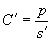 C' = p / s'